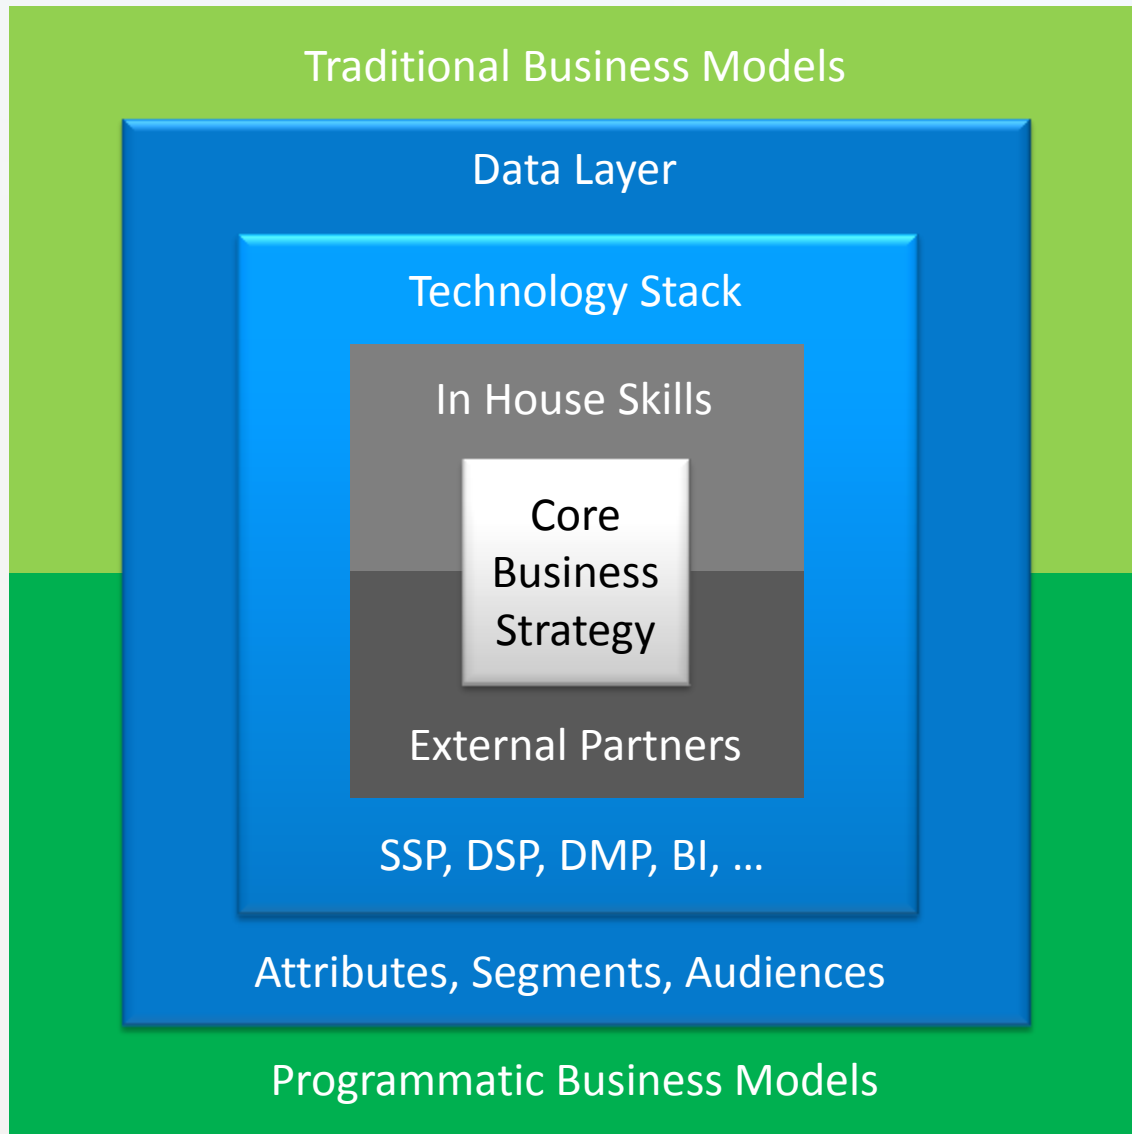 Traditional Business Models
Data Layer
Technology Stack
In House Skills
Core
Business
Strategy
External Partners
SSP, DSP, DMP, BI, ...
Attributes, Segments, Audiences
Programmatic Business Models